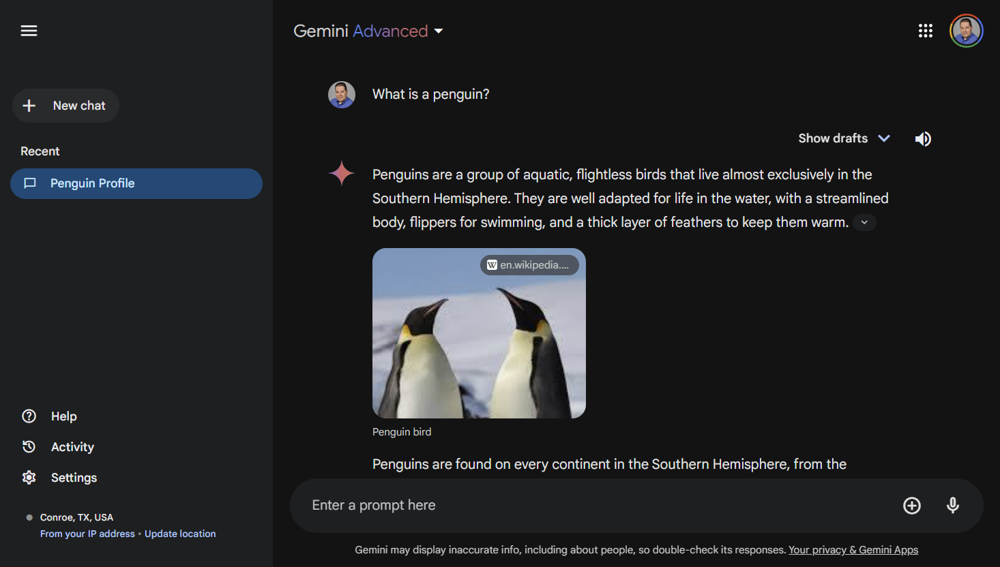 Gemini Advanced
New chat
Recent
Penguin Profile
Help
Activity
Settings
Conroe, TX, USA
From your IP address • Update location
What is a penguin?
Show drafts
Penguins are a group of aquatic, flightless birds that live almost exclusively in the
Southern Hemisphere. They are well adapted for life in the water, with a streamlined
body, flippers for swimming, and a thick layer of feathers to keep them warm.
W en.wikipedia....
Penguin bird
Penguins are found on every continent in the Southern Hemisphere, from the
Enter a prompt here
Gemini may display inaccurate info, including about people, so double-check its responses. Your privacy & Gemini Apps